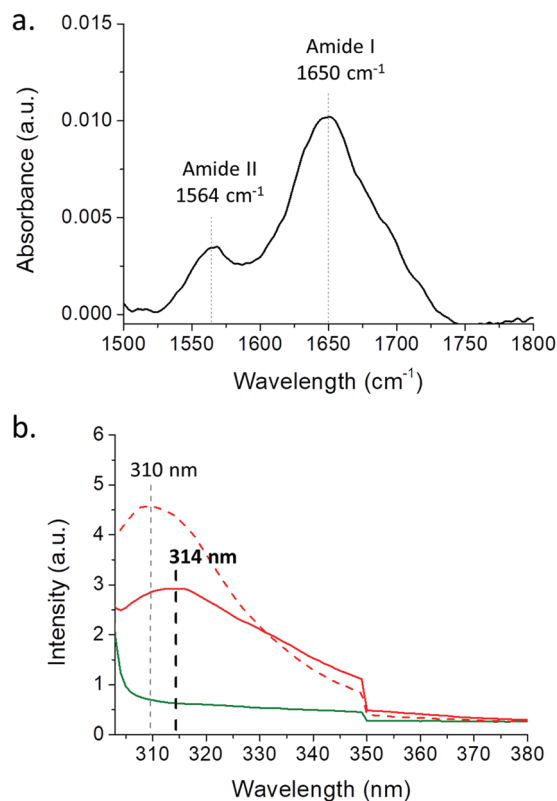 a.
0.015
0.010
0.005
0.000
Absorbance (a.u.)
Amide I
1650 cm⁻¹
Amide II
1564 cm⁻¹
1500 1550 1600 1650 1700 1750 1800
Wavelength (cm⁻¹)
b.
6
5
4
3
2
1
0
Intensity (a.u.)
310 nm
314 nm
310 320 330 340 350 360 370 380
Wavelength (nm)